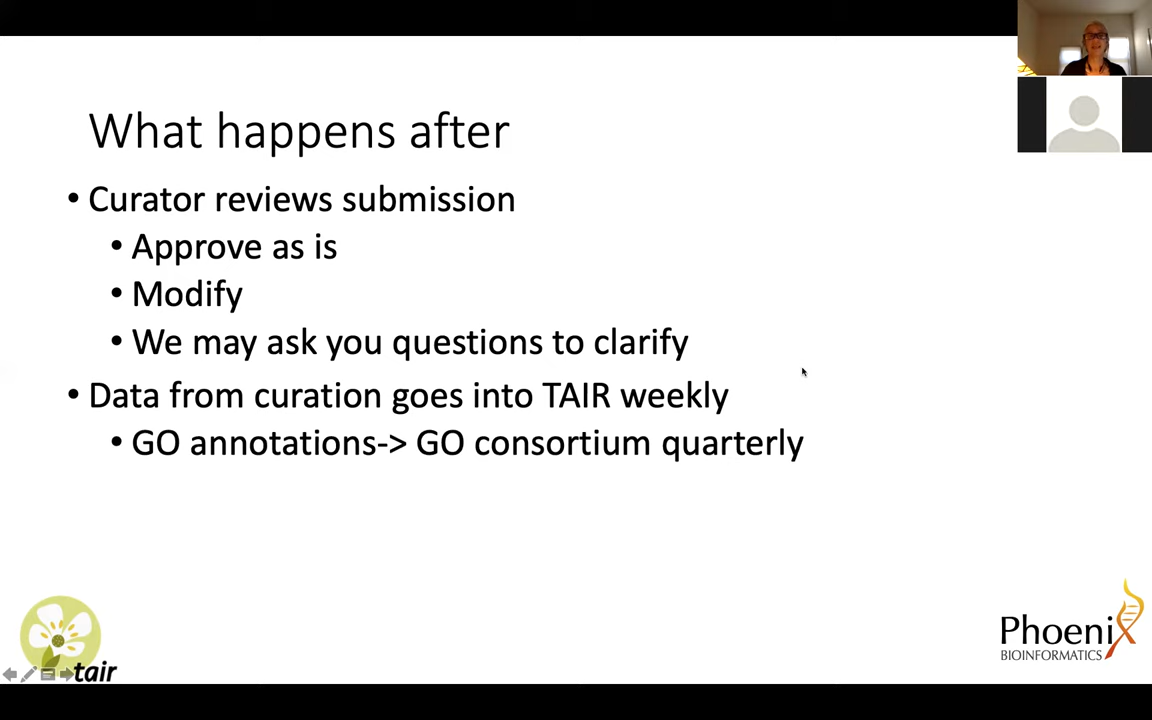 What happens after
• Curator reviews submission
• Approve as is
• Modify
• We may ask you questions to clarify
• Data from curation goes into TAIR weekly
• GO annotations-> GO consortium quarterly
tair
Phoenix
BIOINFORMATICS